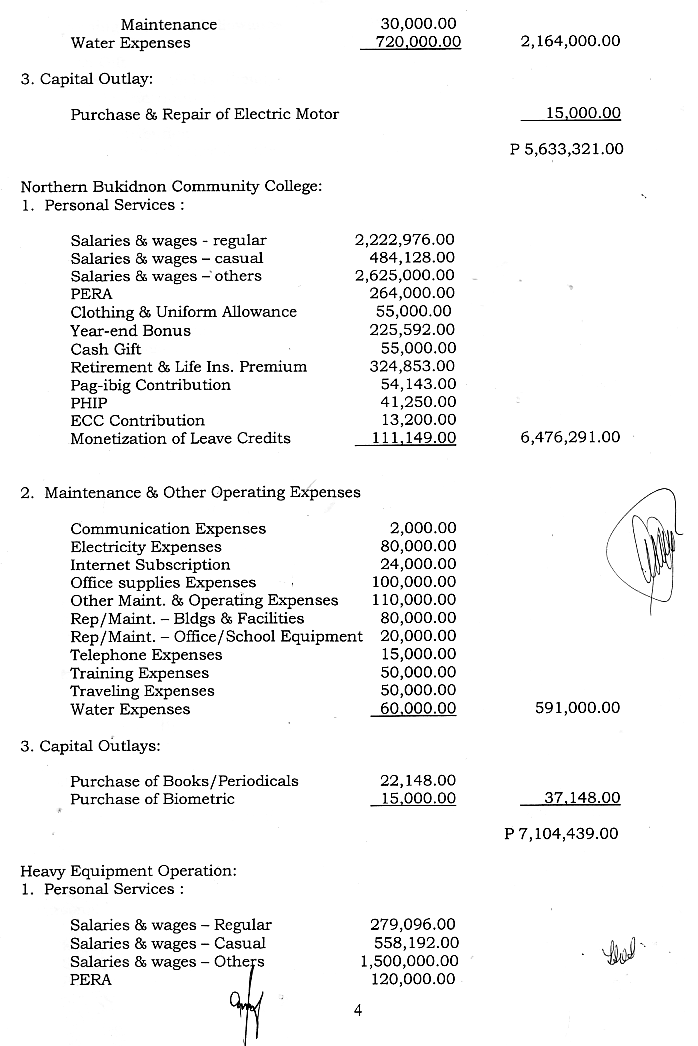 Maintenance 30,000.00
Water Expenses 720,000.00 2,164,000.00
3. Capital Outlay:
Purchase & Repair of Electric Motor 15,000.00
P 5,633,321.00
Northern Bukidnon Community College:
1. Personal Services :
Salaries & wages - regular 2,222,976.00
Salaries & wages – casual 484,128.00
Salaries & wages – others 2,625,000.00
PERA 264,000.00
Clothing & Uniform Allowance 55,000.00
Year-end Bonus 225,592.00
Cash Gift 55,000.00
Retirement & Life Ins. Premium 324,853.00
Pag-ibig Contribution 54,143.00
PHIP 41,250.00
ECC Contribution 13,200.00
Monetization of Leave Credits 111,149.00 6,476,291.00
2. Maintenance & Other Operating Expenses
Communication Expenses 2,000.00
Electricity Expenses 80,000.00
Internet Subscription 24,000.00
Office supplies Expenses 100,000.00
Other Maint. & Operating Expenses 110,000.00
Rep/Maint. – Bldgs & Facilities 80,000.00
Rep/Maint. – Office/School Equipment 20,000.00
Telephone Expenses 15,000.00
Training Expenses 50,000.00
Traveling Expenses 50,000.00
Water Expenses 60,000.00 591,000.00
3. Capital Outlays:
Purchase of Books/Periodicals 22,148.00
Purchase of Biometric 15,000.00 37,148.00
P 7,104,439.00
Heavy Equipment Operation:
1. Personal Services :
Salaries & wages – Regular 279,096.00
Salaries & wages – Casual 558,192.00
Salaries & wages – Others 1,500,000.00
PERA 120,000.00
4